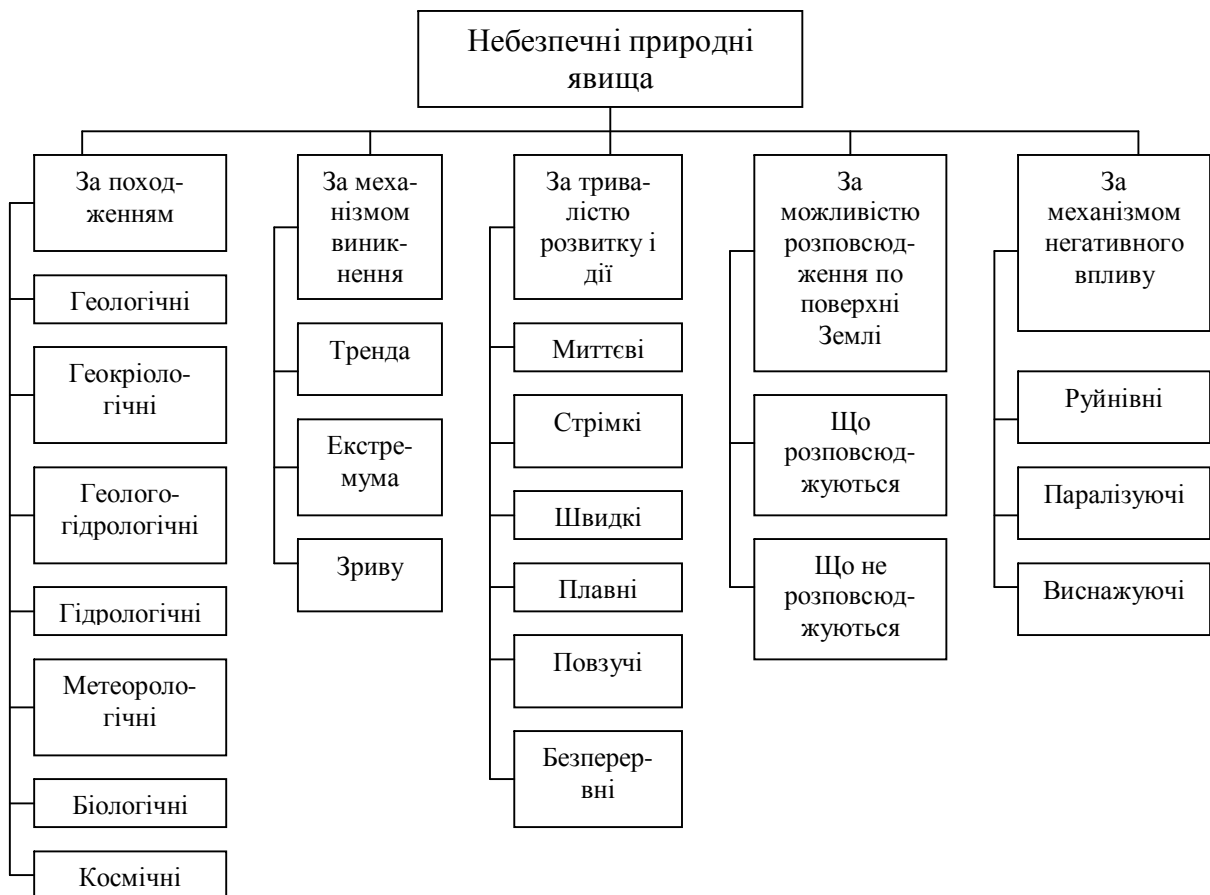 Небезпечні природні
явища
За поход-
женням
Геологічні
Геокріоло-
гічні
Геолого-
гідрологічні
Гідрологічні
Метеороло-
гічні
Біологічні
Космічні
За меха-
нізмом
виник-
нення
Тренда
Екстре-
мума
Зриву
За трива-
лістю
розвитку і
дії
Миттєві
Стрімкі
Швидкі
Плавні
Повзучі
Безперер-
вні
За
можливістю
розповсюд-
ження по
поверхні
Землі
Що
розповсюд-
жуються
Що не
розповсюд-
жуються
За
механізмом
негативного
впливу
Руйнівні
Паралізуючі
Виснажуючі